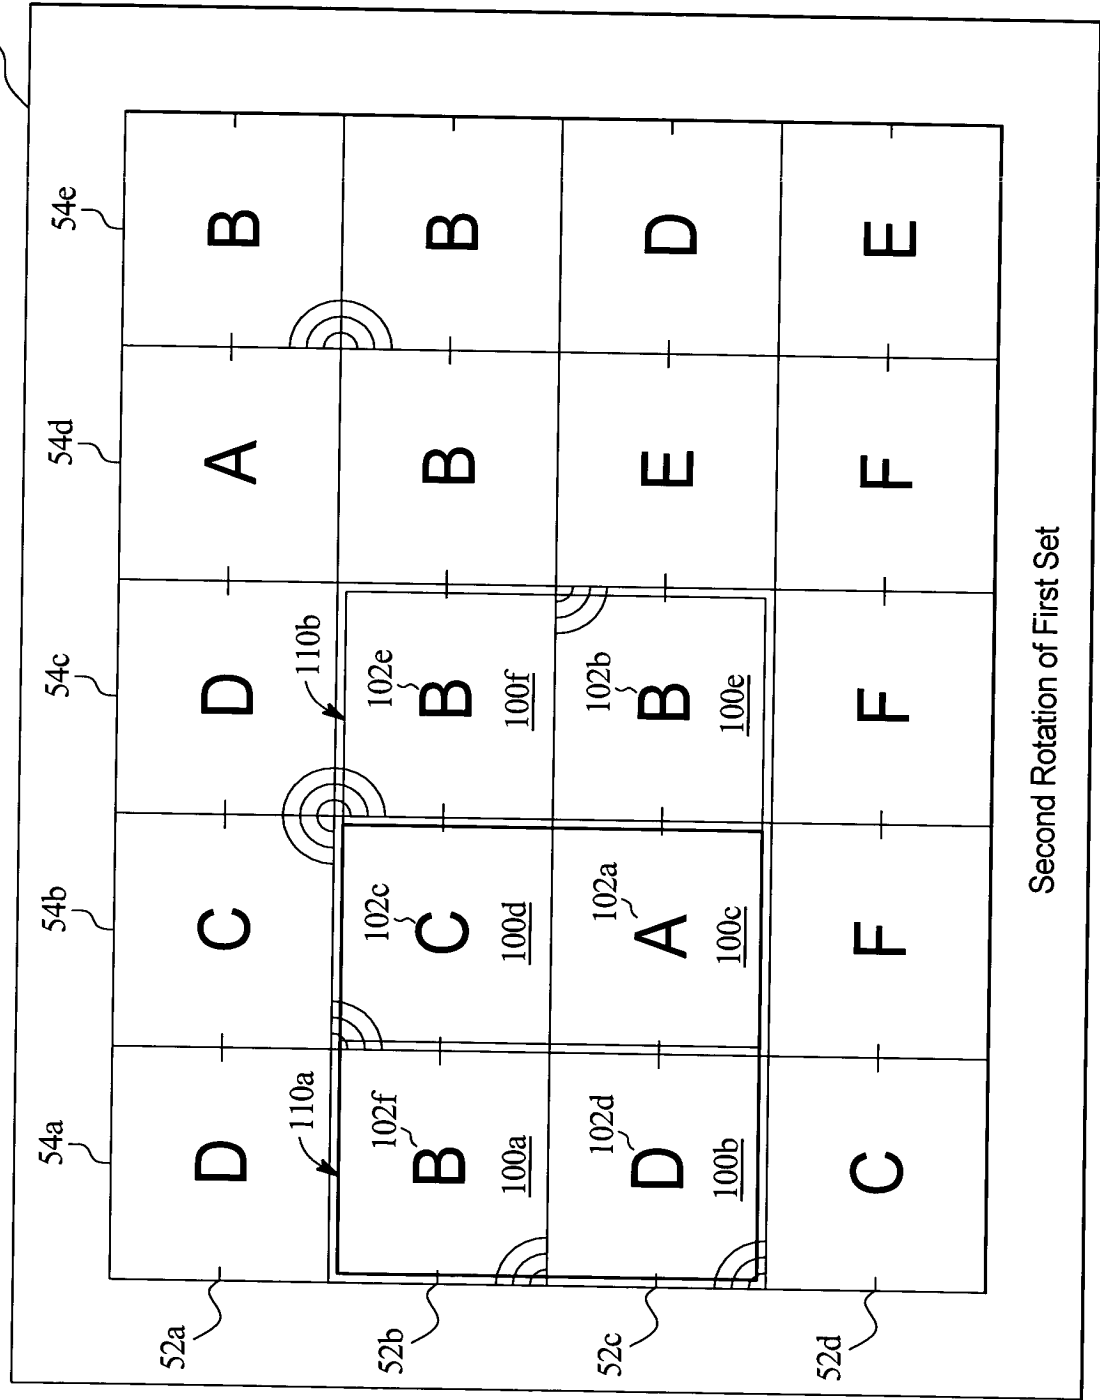 54a 54b 54c 54d 54e
52a D C D A B
110a 110b
102f 102c 102e
52b B C B B B
100a 100d 100f
102d 102a 102b
52c D A B E D
100b 100c 100e
52d C F F F E
Second Rotation of First Set